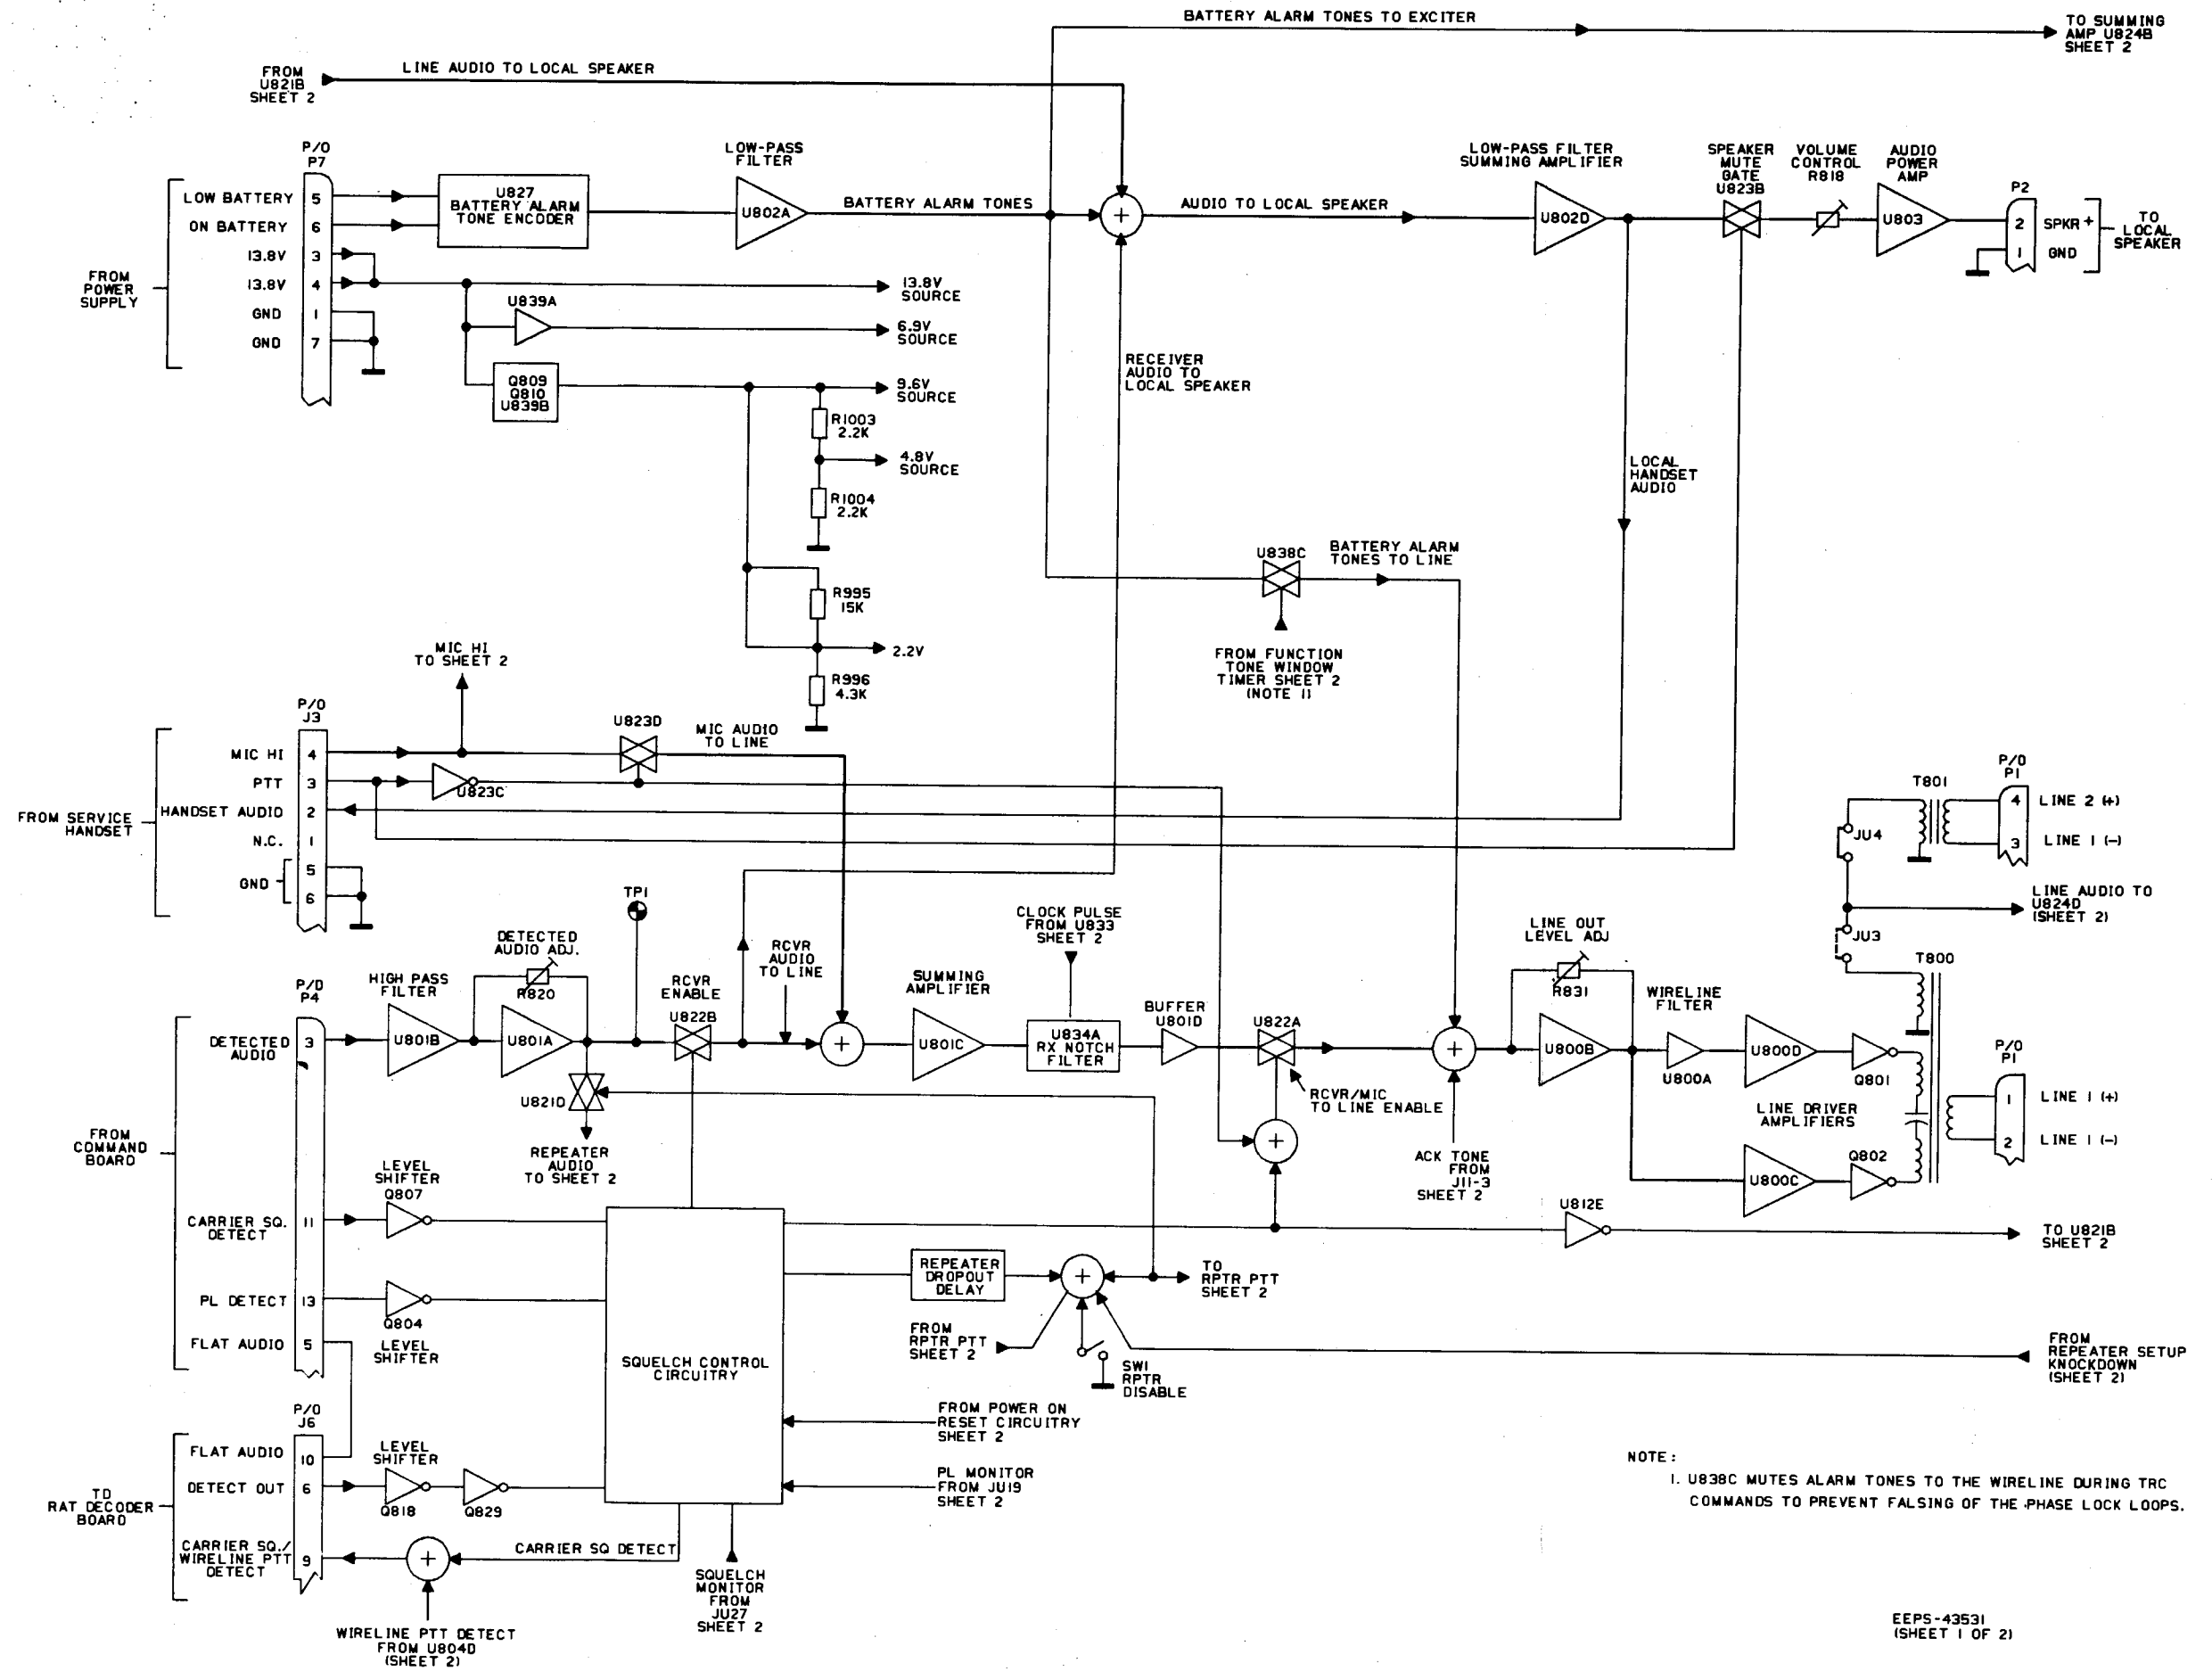 BATTERY ALARM TONES TO EXCITER
TO SUMMING
AMP U824B
SHEET 2
FROM
U821B
SHEET 2
LINE AUDIO TO LOCAL SPEAKER
P/O
P7
LOW BATTERY 5
ON BATTERY 6
13.8V 3
13.8V 4
GND 1
GND 7
FROM
POWER
SUPPLY
U827
BATTERY ALARM
TONE ENCODER
LOW-PASS
FILTER
U802A
BATTERY ALARM TONES
+
AUDIO TO LOCAL SPEAKER
LOW-PASS FILTER
SUMMING AMPLIFIER
U802D
SPEAKER
MUTE
GATE
U823B
VOLUME
CONTROL
R818
AUDIO
POWER
AMP
U803
P2
2 SPKR +
1 GND
TO
LOCAL
SPEAKER
13.8V
SOURCE
U839A
6.9V
SOURCE
Q809
Q810
U839B
9.6V
SOURCE
R1003
2.2K
4.8V
SOURCE
R1004
2.2K
R995
15K
2.2V
R996
4.3K
RECEIVER
AUDIO TO
LOCAL SPEAKER
LOCAL
HANDSET
AUDIO
U838C
BATTERY ALARM
TONES TO LINE
FROM FUNCTION
TONE WINDOW
TIMER SHEET 2
(NOTE 1)
MIC HI
TO SHEET 2
P/O
J3
MIC HI 4
PTT 3
HANDSET AUDIO 2
N.C. 1
GND 5
6
FROM SERVICE
HANDSET
U823D
MIC AUDIO
TO LINE
U823C
T801
P/O
P1
4 LINE 2 (+)
3 LINE 1 (-)
JU4
LINE AUDIO TO
U824D
(SHEET 2)
JU3
T800
TP1
DETECTED
AUDIO ADJ.
R820
HIGH PASS
FILTER
U801B
U801A
P/O
P4
DETECTED
AUDIO
3
RCVR
ENABLE
U822B
RCVR
AUDIO
TO LINE
+
SUMMING
AMPLIFIER
U801C
CLOCK PULSE
FROM U833
SHEET 2
U834A
RX NOTCH
FILTER
BUFFER
U801D
U822A
RCVR/MIC
TO LINE ENABLE
+
+
ACK TONE
FROM
J11-3
SHEET 2
LINE OUT
LEVEL ADJ
R831
U800B
WIRELINE
FILTER
U800A
U800D
Q801
LINE DRIVER
AMPLIFIERS
U800C
Q802
P/O
P1
1 LINE 1 (+)
2 LINE 1 (-)
U821D
REPEATER
AUDIO
TO SHEET 2
FROM
COMMAND
BOARD
CARRIER SQ.
DETECT
11
LEVEL
SHIFTER
Q807
PL DETECT 13
Q804
LEVEL
SHIFTER
FLAT AUDIO 5
SQUELCH CONTROL
CIRCUITRY
U812E
TO U821B
SHEET 2
REPEATER
DROPOUT
DELAY
+
TO
RPTR PTT
SHEET 2
FROM
RPTR PTT
SHEET 2
SW1
RPTR
DISABLE
FROM
REPEATER SETUP
KNOCKDOWN
(SHEET 2)
FROM POWER ON
RESET CIRCUITRY
SHEET 2
PL MONITOR
FROM JU19
SHEET 2
P/O
J6
FLAT AUDIO 10
DETECT OUT 6
CARRIER SQ./
WIRELINE PTT
DETECT
9
TO
RAT DECODER
BOARD
LEVEL
SHIFTER
Q818
Q829
+
CARRIER SQ DETECT
SQUELCH
MONITOR
FROM
JU27
SHEET 2
WIRELINE PTT DETECT
FROM U804D
(SHEET 2)
NOTE:
1. U838C MUTES ALARM TONES TO THE WIRELINE DURING TRC
COMMANDS TO PREVENT FALSING OF THE PHASE LOCK LOOPS.
EEPS-43531
(SHEET 1 OF 2)